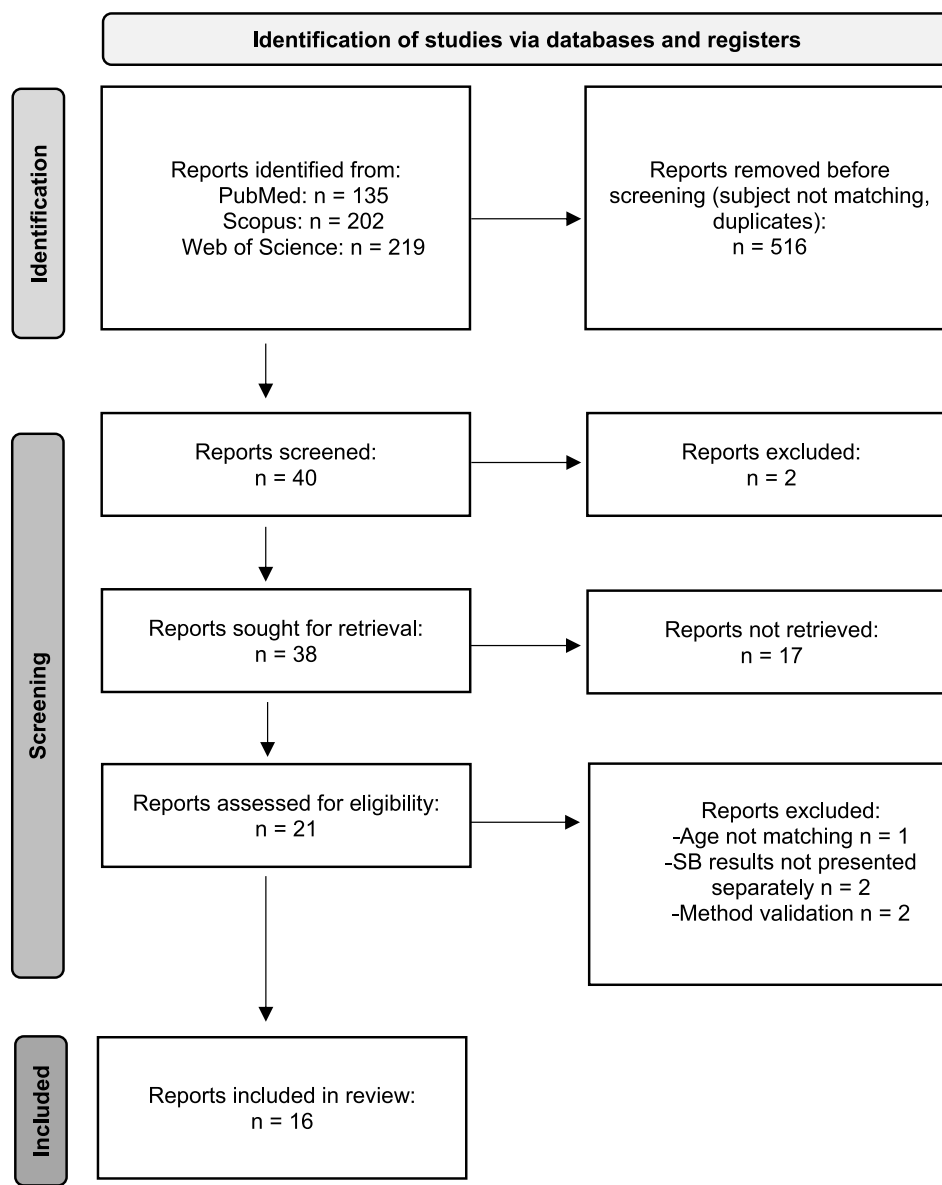 Identification of studies via databases and registers
Identification
Reports identified from:
PubMed: n = 135
Scopus: n = 202
Web of Science: n = 219
Reports removed before
screening (subject not matching,
duplicates):
n = 516
Screening
Reports screened:
n = 40
Reports excluded:
n = 2
Reports sought for retrieval:
n = 38
Reports not retrieved:
n = 17
Reports assessed for eligibility:
n = 21
Reports excluded:
-Age not matching n = 1
-SB results not presented
separately n = 2
-Method validation n = 2
Included
Reports included in review:
n = 16